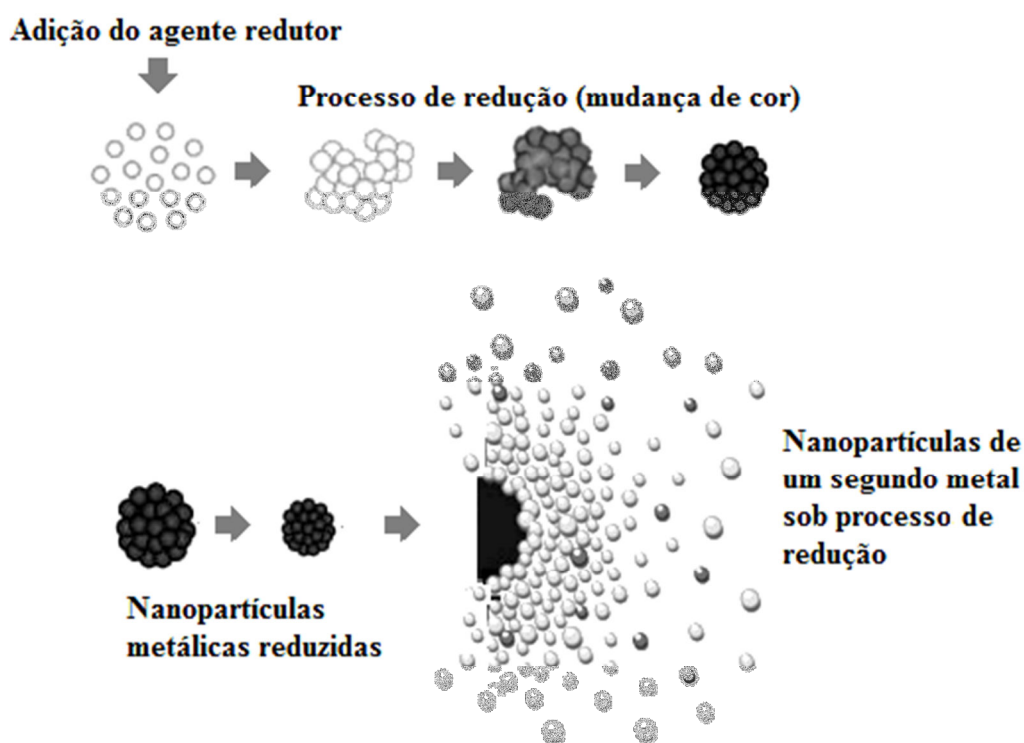 Adição do agente redutor
Processo de redução (mudança de cor)
Nanopartículas de
um segundo metal
sob processo de
redução
Nanopartículas
metálicas reduzidas